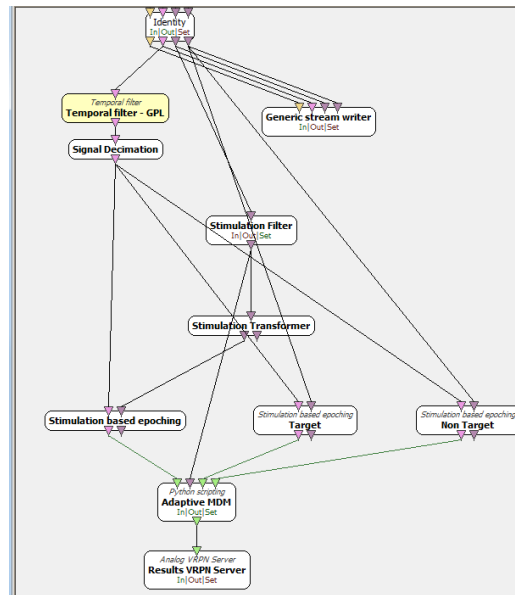 Identity
In|Out|Set
Temporal filter
Temporal filter - GPL
Generic stream writer
In|Out|Set
Signal Decimation
Stimulation Filter
In|Out|Set
Stimulation Transformer
Stimulation based epoching
Stimulation based epoching
Target
Stimulation based epoching
Non Target
Python scripting
Adaptive MDM
In|Out|Set
Analog VRPN Server
Results VRPN Server
In|Out|Set